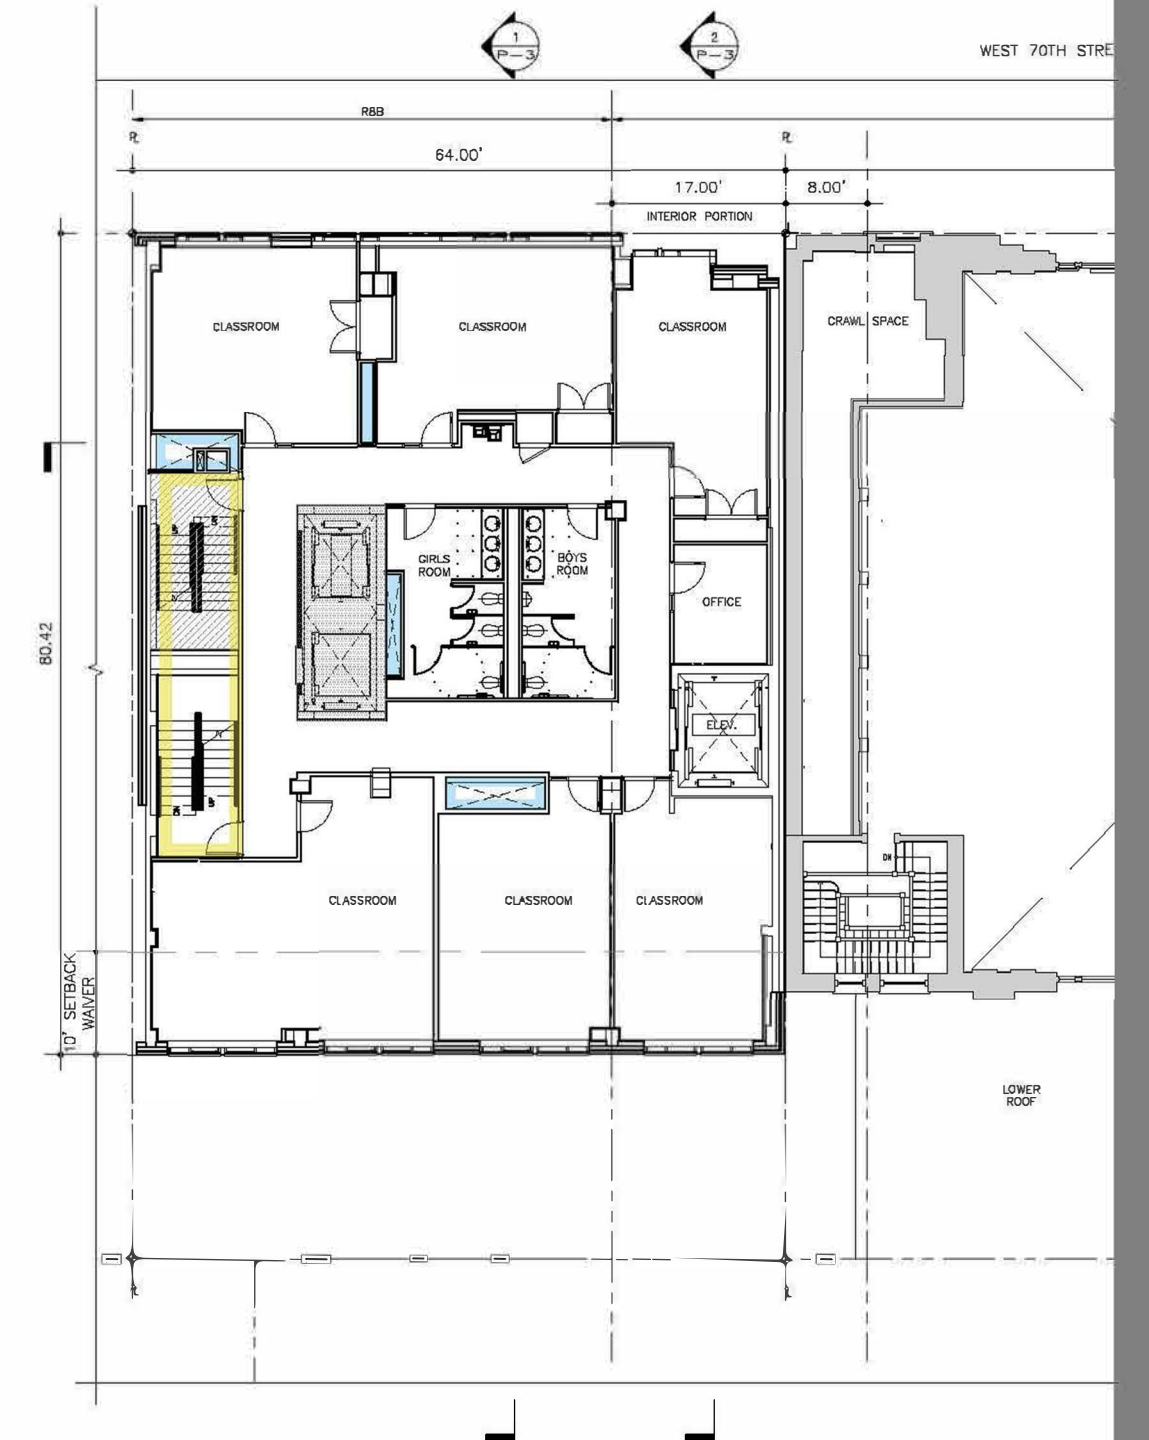 1
P-3
2
P-3
WEST 70TH STRE
R8B
64.00'
17.00'
8.00'
INTERIOR PORTION
CLASSROOM
CLASSROOM
CLASSROOM
CRAWL SPACE
GIRLS
ROOM
BOYS
ROOM
OFFICE
80.42
ELEV.
DN
CLASSROOM
CLASSROOM
CLASSROOM
10' SETBACK
WAIVER
LOWER
ROOF